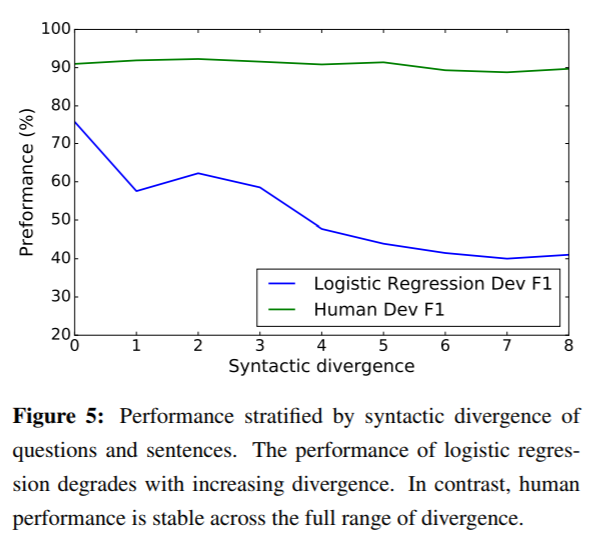 100
90
80
70
60
50
40
30
20
Preformance (%)
Logistic Regression Dev F1
Human Dev F1
0 1 2 3 4 5 6 7 8
Syntactic divergence
Figure 5: Performance stratified by syntactic divergence of
questions and sentences. The performance of logistic regres-
sion degrades with increasing divergence. In contrast, human
performance is stable across the full range of divergence.